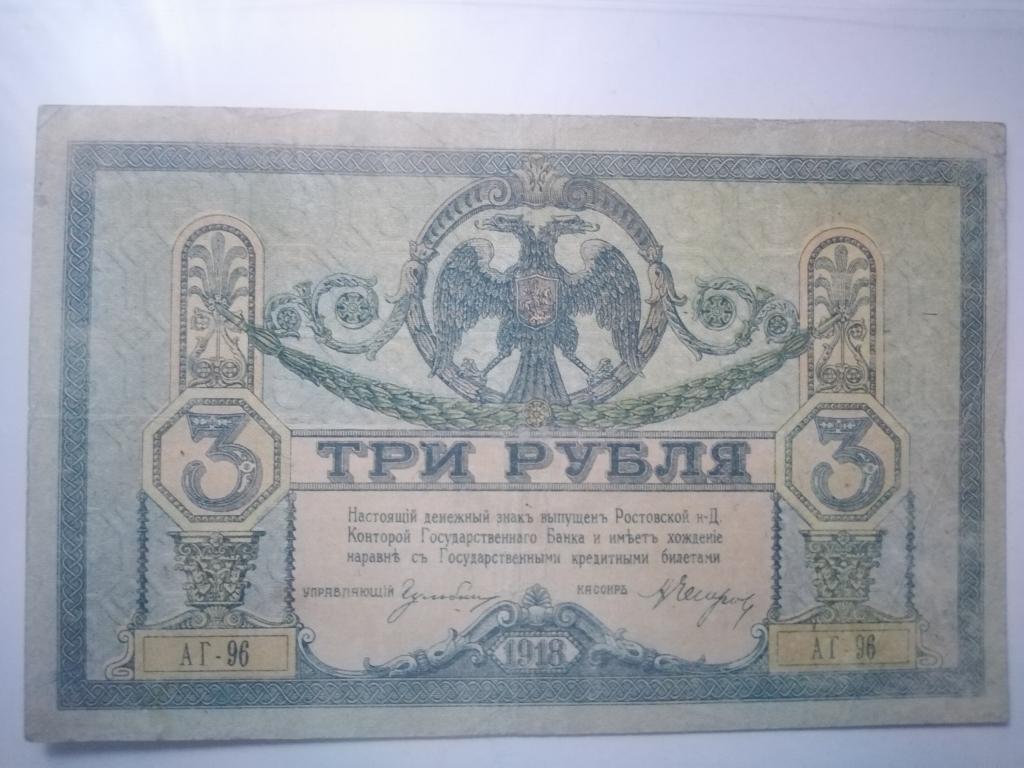 3 ТРИ РУБЛЯ 3
Настоящій денежный знакъ выпущенъ Ростовской н-Д.
Конторой Государственнаго Банка и имѣетъ хожденіе
наравнѣ съ Государственными кредитными билетами
УПРАВЛЯЮЩІЙ КАССИРЪ
АГ-96 1918 АГ-96